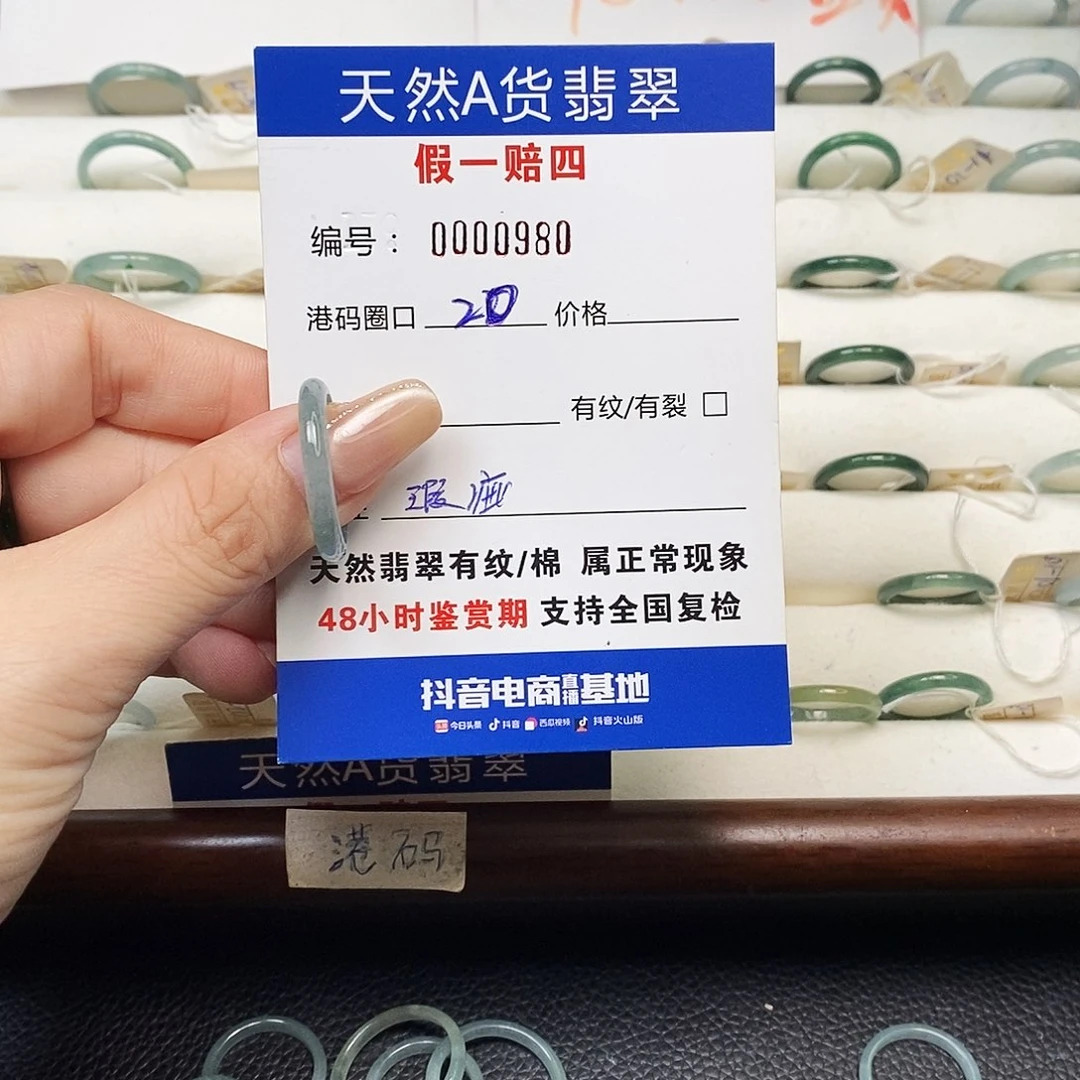 天然A货翡翠
假一赔四
编号： 0000980
港码圈口 20 价格
有纹/有裂 □
瑕疵
天然翡翠有纹/棉 属正常现象
48小时鉴赏期 支持全国复检
抖音电商直播基地
今日头条 抖音 西瓜视频 抖音火山版
天然A货翡翠
港码